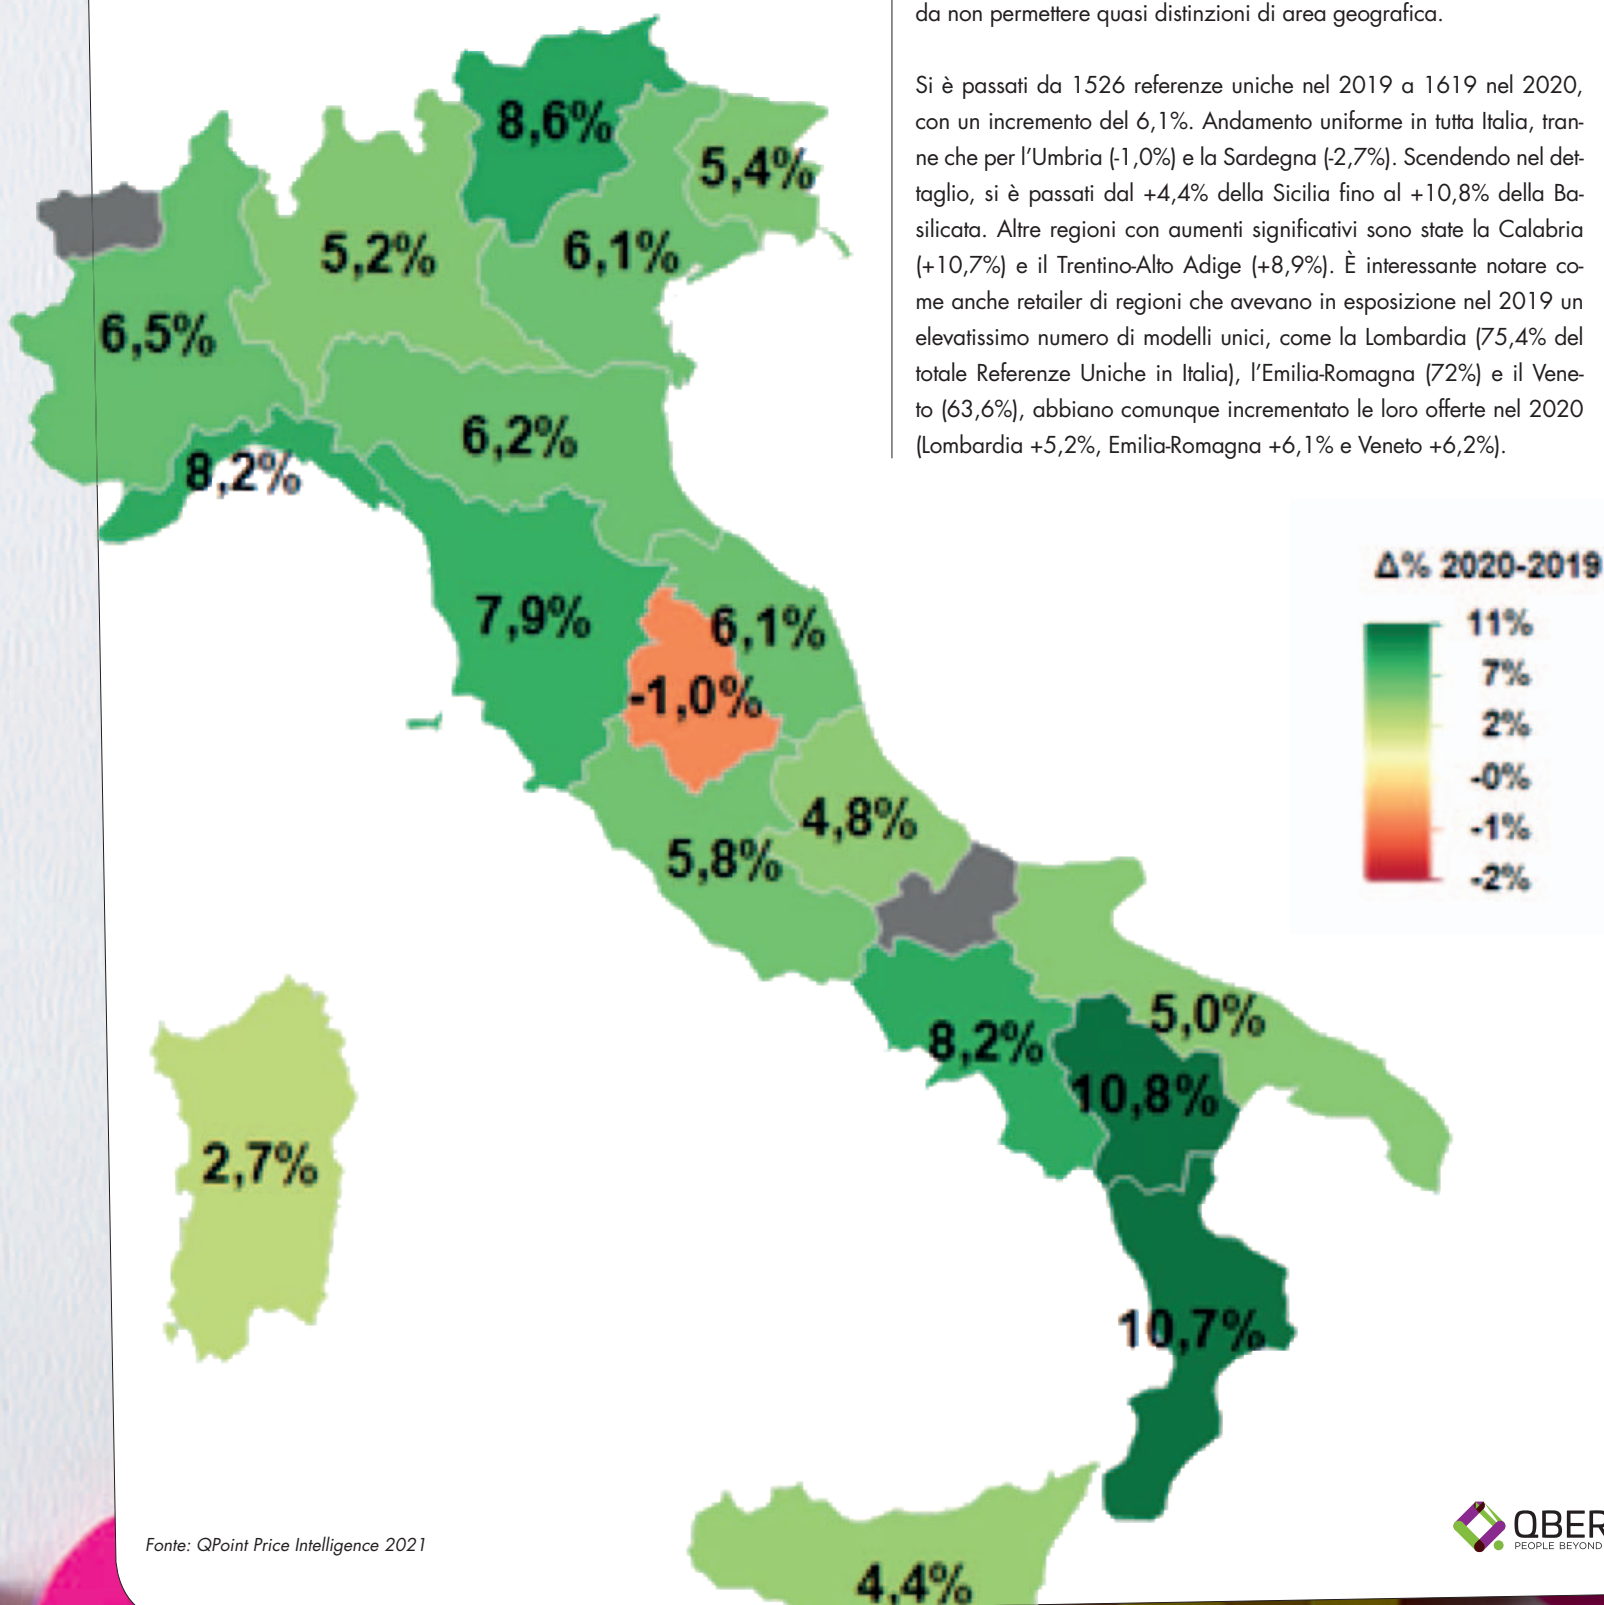 da non permettere quasi distinzioni di area geografica.
Si è passati da 1526 referenze uniche nel 2019 a 1619 nel 2020,
con un incremento del 6,1%. Andamento uniforme in tutta Italia, tran-
ne che per l'Umbria (-1,0%) e la Sardegna (-2,7%). Scendendo nel det-
taglio, si è passati dal +4,4% della Sicilia fino al +10,8% della Ba-
silicata. Altre regioni con aumenti significativi sono state la Calabria
(+10,7%) e il Trentino-Alto Adige (+8,9%). È interessante notare co-
me anche retailer di regioni che avevano in esposizione nel 2019 un
elevatissimo numero di modelli unici, come la Lombardia (75,4% del
totale Referenze Uniche in Italia), l'Emilia-Romagna (72%) e il Vene-
to (63,6%), abbiano comunque incrementato le loro offerte nel 2020
(Lombardia +5,2%, Emilia-Romagna +6,1% e Veneto +6,2%).
8,6%
5,4%
5,2%
6,1%
6,5%
6,2%
8,2%
7,9%
6,1%
-1,0%
4,8%
5,8%
5,0%
8,2%
10,8%
2,7%
10,7%
4,4%
Δ% 2020-2019
11%
7%
2%
-0%
-1%
-2%
Fonte: QPoint Price Intelligence 2021
QBER
PEOPLE BEYOND